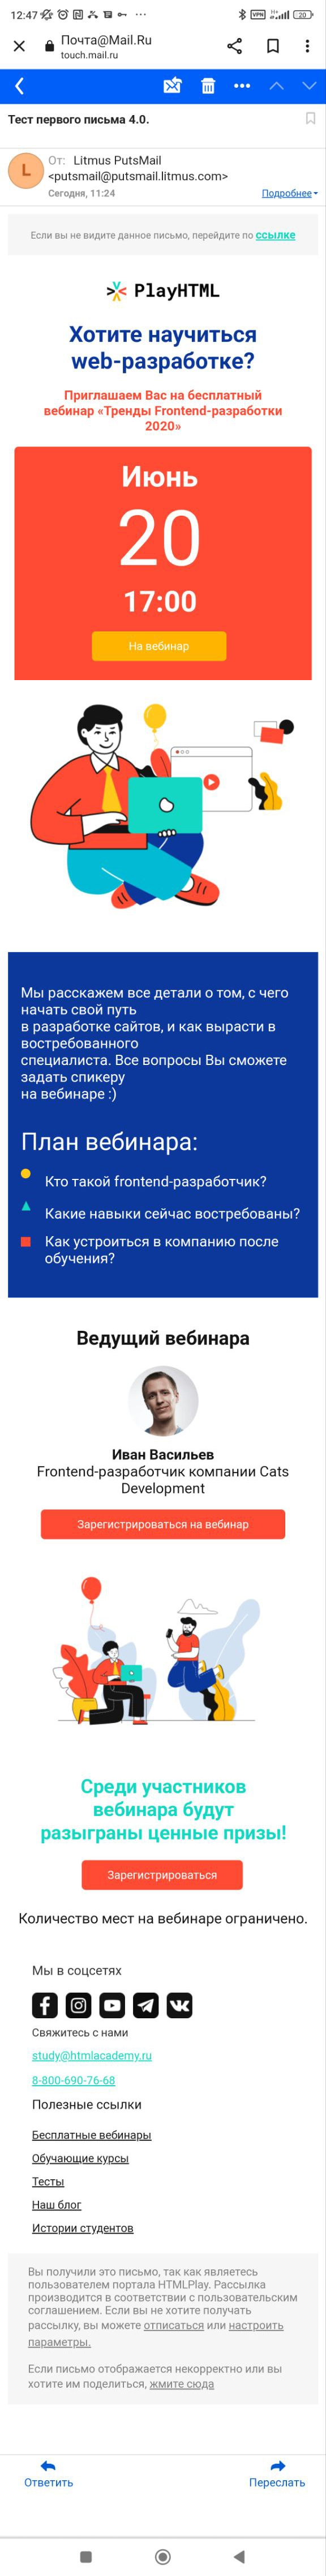 12:47
VPN
20
Почта@Mail.Ru
touch.mail.ru
Тест первого письма 4.0.
L
От: Litmus PutsMail
<putsmail@putsmail.litmus.com>
Сегодня, 11:24
Подробнее
Если вы не видите данное письмо, перейдите по ссылке
PlayHTML
Хотите научиться
web-разработке?
Приглашаем Вас на бесплатный
вебинар «Тренды Frontend-разработки
2020»
Июнь
20
17:00
На вебинар
Мы расскажем все детали о том, с чего
начать свой путь
в разработке сайтов, и как вырасти в
востребованного
специалиста. Все вопросы Вы сможете
задать спикеру
на вебинаре :)
План вебинара:
Кто такой frontend-разработчик?
Какие навыки сейчас востребованы?
Как устроиться в компанию после
обучения?
Ведущий вебинара
Иван Васильев
Frontend-разработчик компании Cats
Development
Зарегистрироваться на вебинар
Среди участников
вебинара будут
разыграны ценные призы!
Зарегистрироваться
Количество мест на вебинаре ограничено.
Мы в соцсетях
Свяжитесь с нами
study@htmlacademy.ru
8-800-690-76-68
Полезные ссылки
Бесплатные вебинары
Обучающие курсы
Тесты
Наш блог
Истории студентов
Вы получили это письмо, так как являетесь
пользователем портала HTMLPlay. Рассылка
производится в соответствии с пользовательским
соглашением. Если вы не хотите получать
рассылку, вы можете отписаться или настроить
параметры.
Если письмо отображается некорректно или вы
хотите им поделиться, жмите сюда
Ответить
Переслать